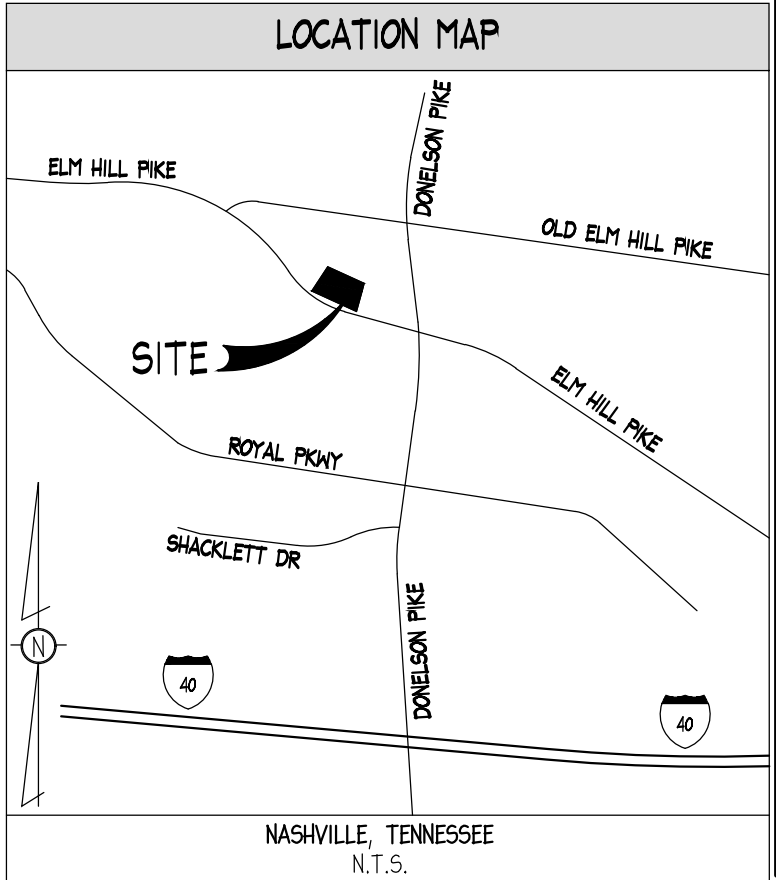 LOCATION MAP
DONELSON PIKE
ELM HILL PIKE
OLD ELM HILL PIKE
SITE
ELM HILL PIKE
ROYAL PKWY
SHACKLETT DR
DONELSON PIKE
N
40
40
NASHVILLE, TENNESSEE
N.T.S.